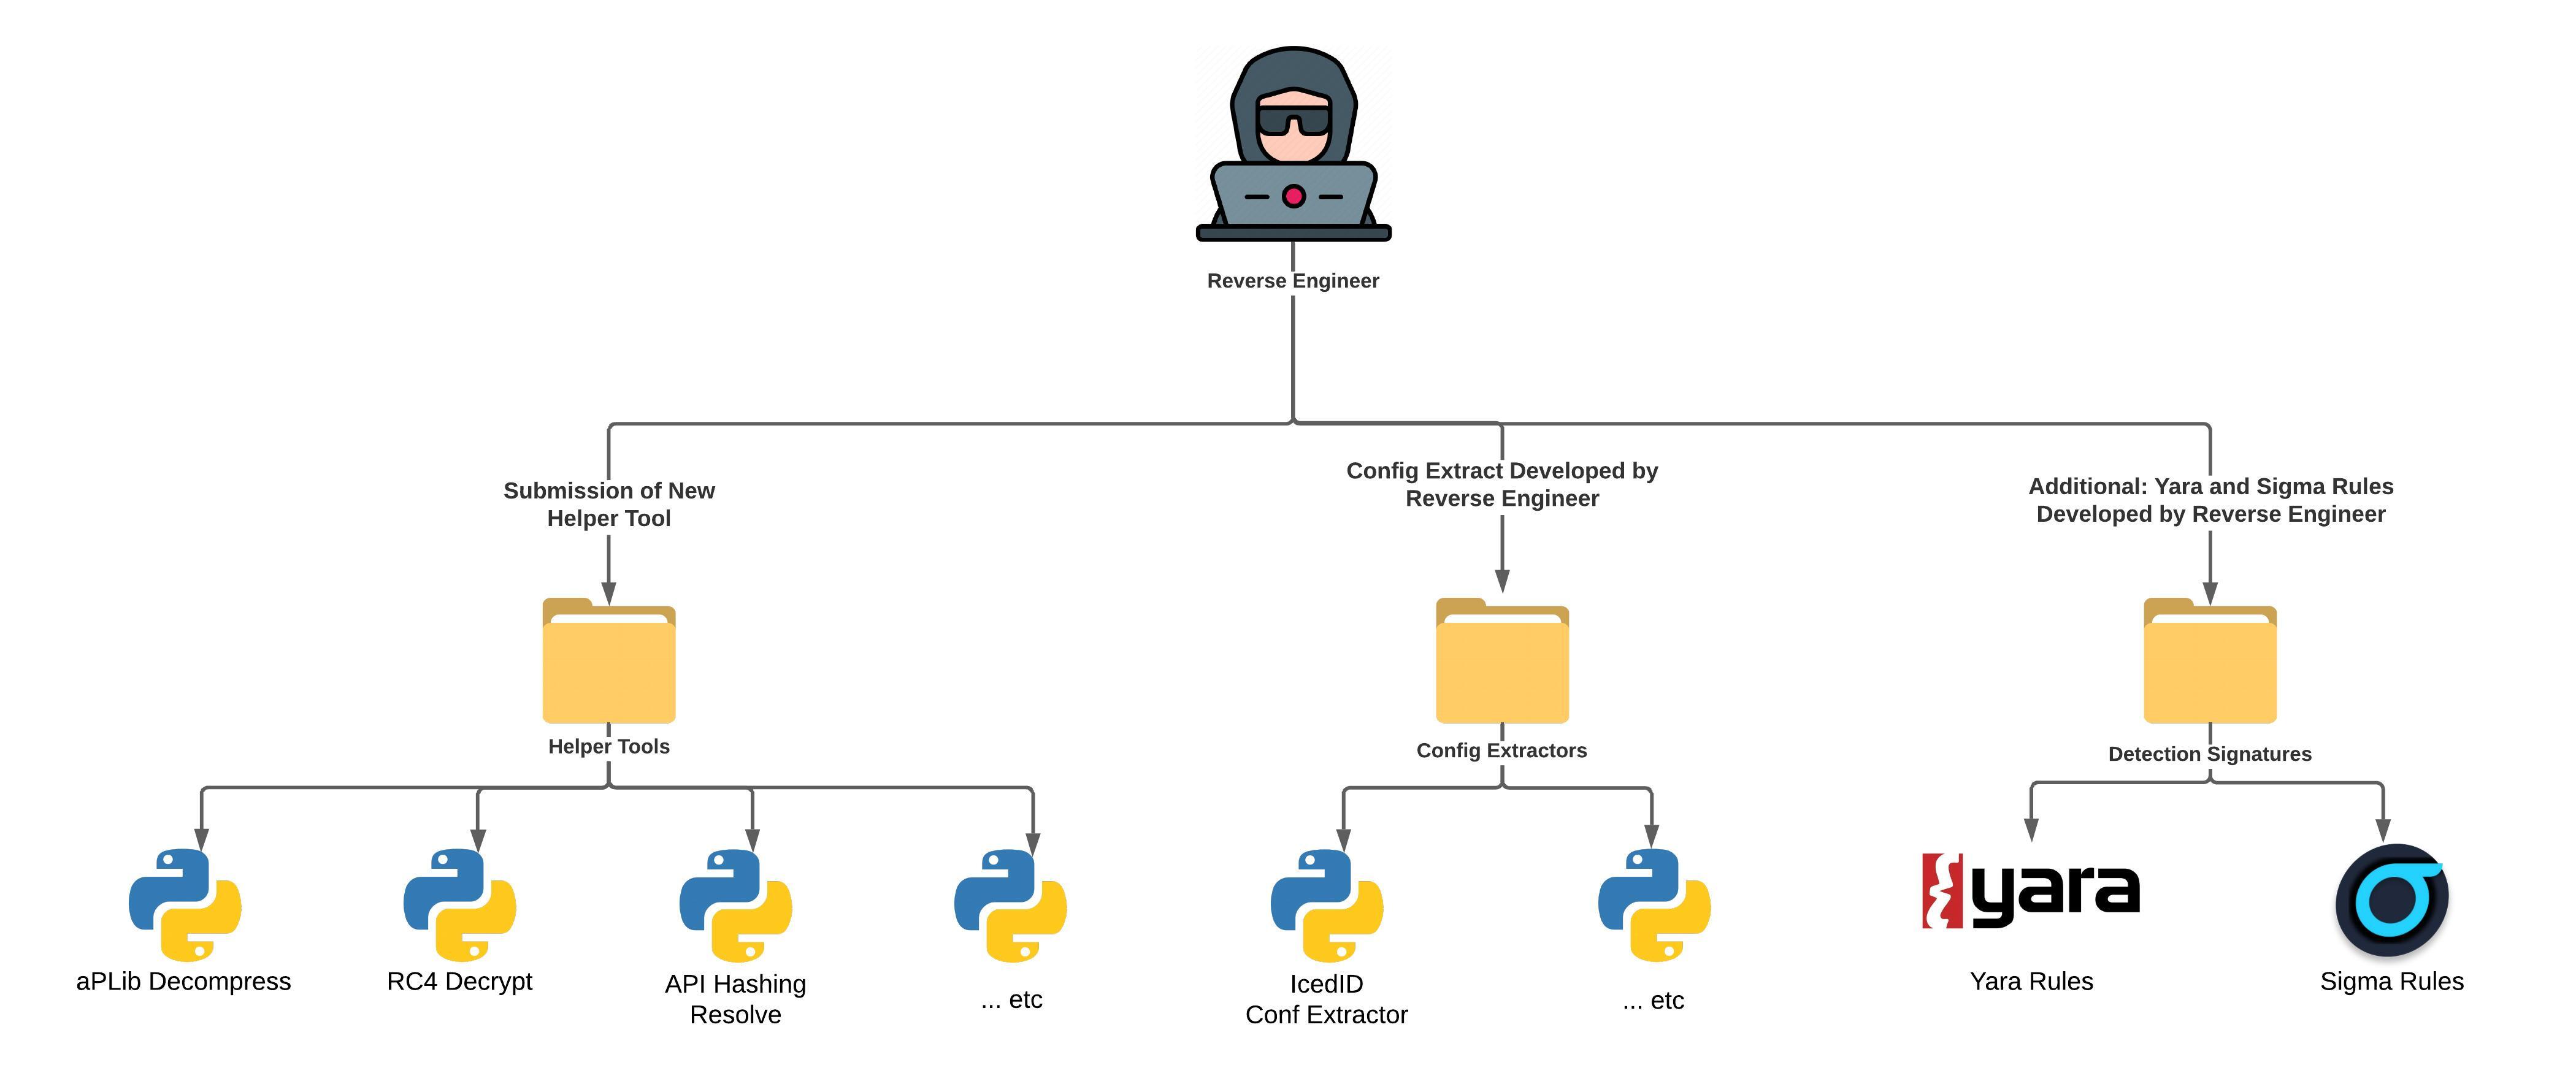 Reverse Engineer
Submission of New
Helper Tool
Config Extract Developed by
Reverse Engineer
Additional: Yara and Sigma Rules
Developed by Reverse Engineer
Helper Tools
Config Extractors
Detection Signatures
aPLib Decompress
RC4 Decrypt
API Hashing
Resolve
... etc
IcedID
Conf Extractor
... etc
yara
Yara Rules
Sigma Rules